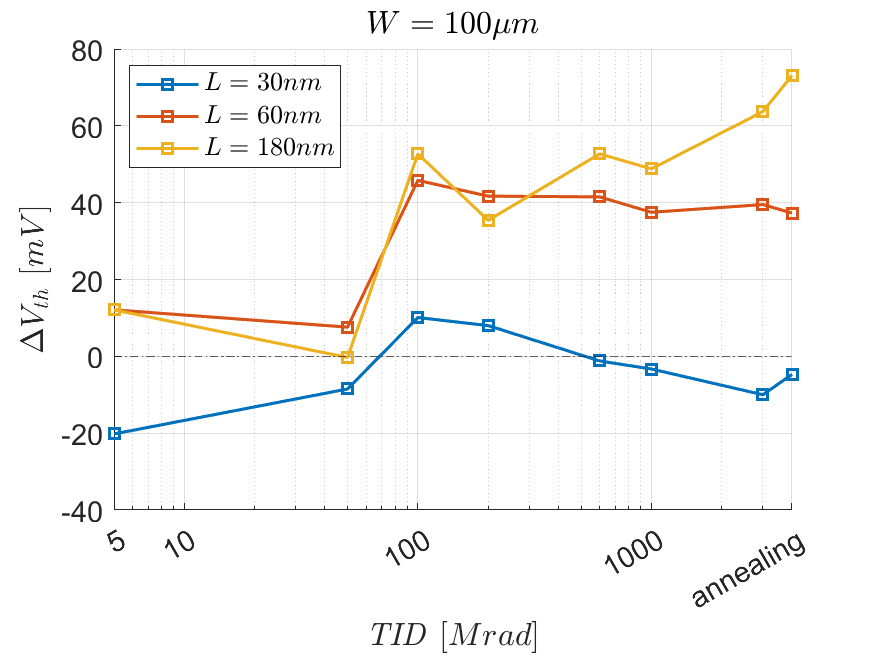 W = 100μm
80
60
40
20
0
-20
-40
ΔV_th [mV]
L = 30nm
L = 60nm
L = 180nm
5
10
100
1000
annealing
TID [Mrad]